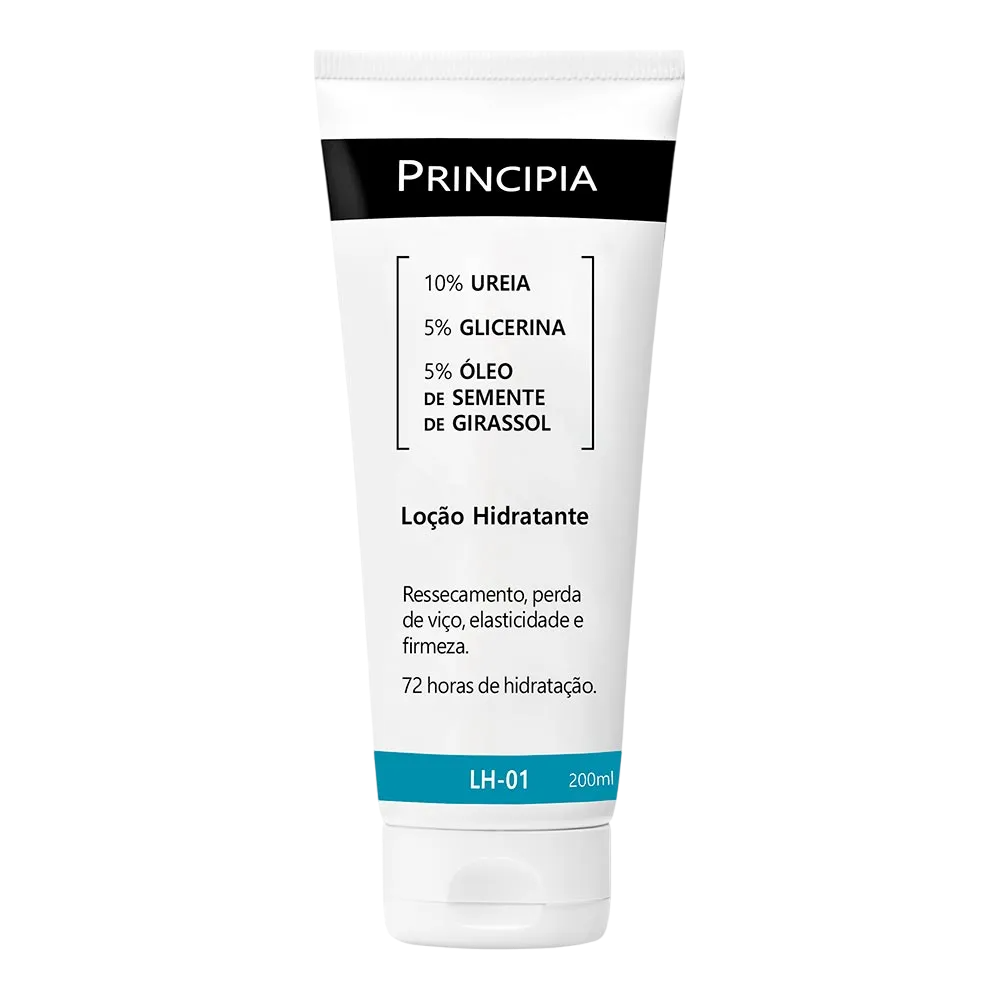 PRINCIPIA
10% UREIA
5% GLICERINA
5% ÓLEO
DE SEMENTE
DE GIRASSOL
Loção Hidratante
Ressecamento, perda
de viço, elasticidade e
firmeza.
72 horas de hidratação.
LH-01 200ml